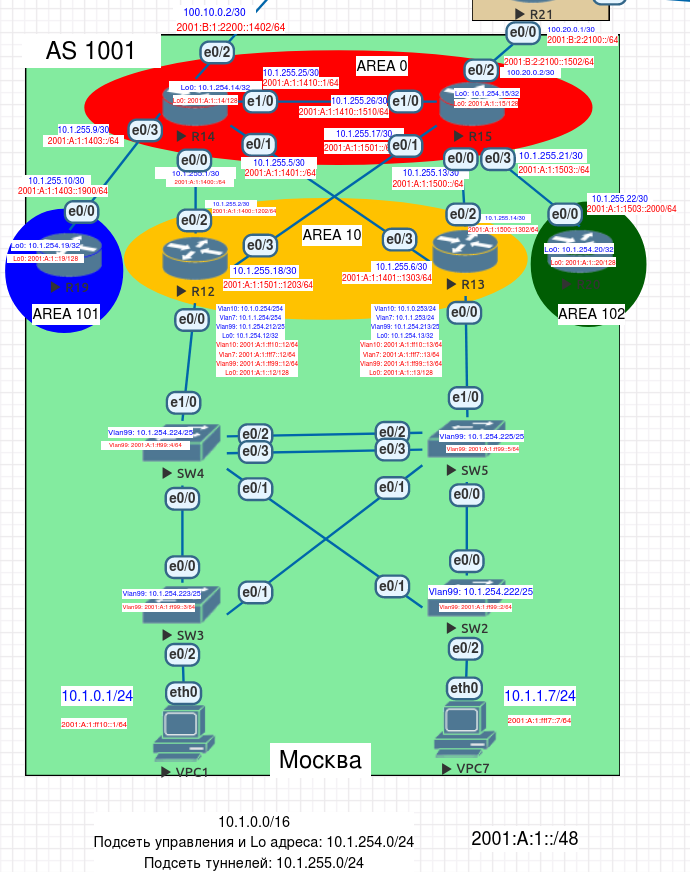 R21
100.10.0.2/30
2001:B:1:2200::1402/64
e0/0
100.20.0.1/30
2001:B:2:2100::/64
AS 1001
e0/2
AREA 0
2001:B:2:2100::1502/64
e0/2
100.20.0.2/30
10.1.255.25/30
2001:A:1:1410::1/64
Lo0: 10.1.254.14/32
Lo0: 2001:A:1::14/128
e1/0
10.1.255.26/30
2001:A:1:1410::1510/64
e1/0
Lo0: 10.1.254.15/32
Lo0: 2001:A:1::15/128
10.1.255.9/30
2001:A:1:1403::/64
e0/3
R14
e0/1
10.1.255.17/30
2001:A:1:1501::/
e0/1
R15
e0/0
10.1.255.5/30
2001:A:1:1401::/64
e0/0
e0/3
10.1.255.21/30
2001:A:1:1503::/64
.1/30
2001:A:1:1400::/64
10.1.255.13/30
2001:A:1:1500::/64
10.1.255.10/30
2001:A:1:1403::1900/64
e0/0
10.1.255.2/30
2001:A:1:1400::1202/64
e0/2
e0/2
10.1.255.14/30
2001:A:1:1500::1302/64
10.1.255.22/30
2001:A:1:1503::2000/64
e0/0
AREA 10
Lo0: 10.1.254.19/32
Lo0: 2001:A:1::19/128
e0/3
e0/3
Lo0: 10.1.254.20/32
Lo0: 2001:A:1::20/128
R19
R12
10.1.255.18/30
2001:A:1:1501::1203/64
10.1.255.6/30
2001:A:1:1401::1303/64
R13
R20
AREA 101
AREA 102
e0/0
Vlan10: 10.1.0.254/254
Vlan7: 10.1.1.254/254
Vlan99: 10.1.254.212/25
Lo0: 10.1.254.12/32
Vlan10: 2001:A:1:ff10::12/64
Vlan7: 2001:A:1:fff7::12/64
Vlan99: 2001:A:1:ff99::12/64
Lo0: 2001:A:1::12/128
Vlan10: 10.1.0.253/24
Vlan7: 10.1.1.253/24
Vlan99: 10.1.254.213/25
Lo0: 10.1.254.13/32
Vlan10: 2001:A:1:ff10::13/64
Vlan7: 2001:A:1:fff7::13/64
Vlan99: 2001:A:1:ff99::13/64
Lo0: 2001:A:1::13/128
e0/0
e1/0
e1/0
Vlan99: 10.1.254.224/25
Vlan99: 2001:A:1:ff99::4/64
e0/2
e0/3
e0/2
e0/3
Vlan99: 10.1.254.225/25
Vlan99: 2001:A:1:ff99::5/64
SW4
SW5
e0/0
e0/1
e0/1
e0/0
e0/0
e0/0
Vlan99: 10.1.254.223/25
Vlan99: 2001:A:1:ff99::3/64
e0/1
e0/1
Vlan99: 10.1.254.222/25
Vlan99: 2001:A:1:ff99::2/64
SW3
SW2
e0/2
e0/2
10.1.0.1/24
2001:A:1:ff10::1/64
eth0
eth0
10.1.1.7/24
2001:A:1:fff7::7/64
VPC1
Москва
VPC7
10.1.0.0/16
Подсеть управления и Lo адреса: 10.1.254.0/24
Подсеть туннелей: 10.1.255.0/24
2001:A:1::/48